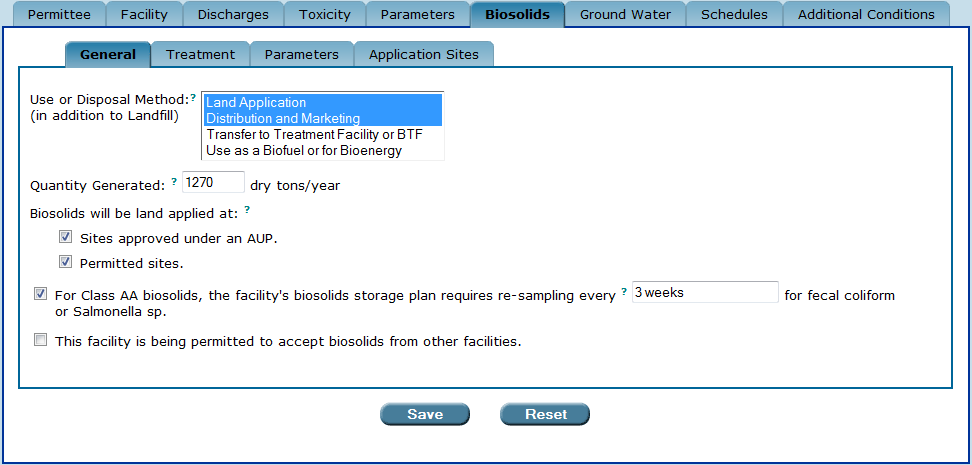 Permittee Facility Discharges Toxicity Parameters Biosolids Ground Water Schedules Additional Conditions
General Treatment Parameters Application Sites
Use or Disposal Method:?
(in addition to Landfill)
Land Application
Distribution and Marketing
Transfer to Treatment Facility or BTF
Use as a Biofuel or for Bioenergy
Quantity Generated: ? 1270 dry tons/year
Biosolids will be land applied at: ?
Sites approved under an AUP.
Permitted sites.
For Class AA biosolids, the facility's biosolids storage plan requires re-sampling every ? 3 weeks for fecal coliform
or Salmonella sp.
This facility is being permitted to accept biosolids from other facilities.
Save Reset